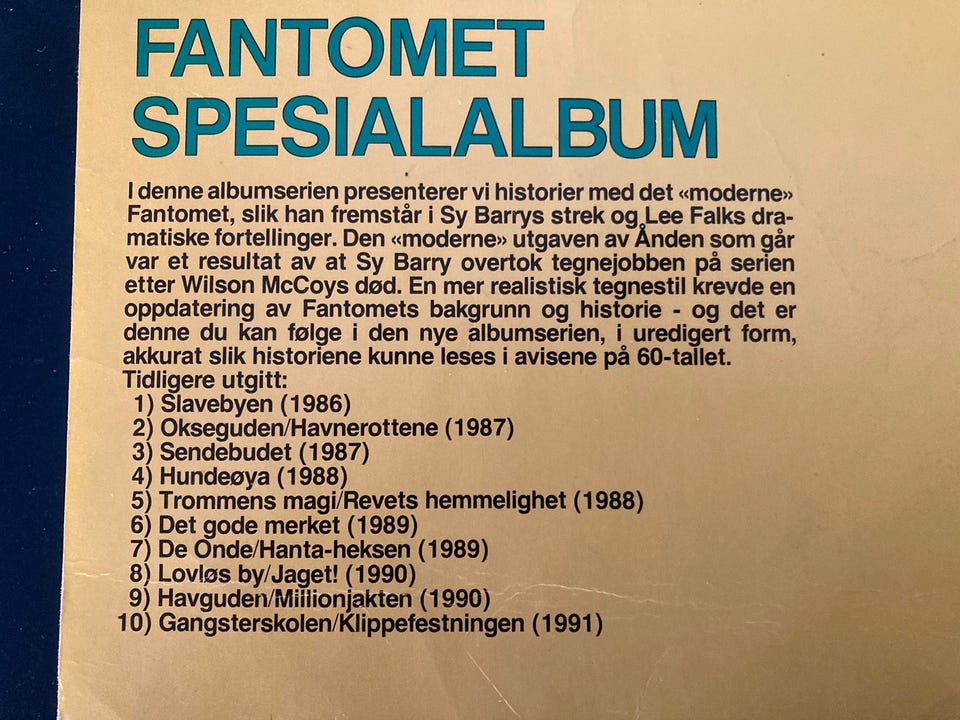 FANTOMET
SPESIALALBUM
I denne albumserien presenterer vi historier med det «moderne»
Fantomet, slik han fremstår i Sy Barrys strek og Lee Falks dra-
matiske fortellinger. Den «moderne» utgaven av Ånden som går
var et resultat av at Sy Barry overtok tegnejobben på serien
etter Wilson McCoys død. En mer realistisk tegnestil krevde en
oppdatering av Fantomets bakgrunn og historie - og det er
denne du kan følge i den nye albumserien, i uredigert form,
akkurat slik historiene kunne leses i avisene på 60-tallet.
Tidligere utgitt:
1) Slavebyen (1986)
2) Okseguden/Havnerottene (1987)
3) Sendebudet (1987)
4) Hundeøya (1988)
5) Trommens magi/Revets hemmelighet (1988)
6) Det gode merket (1989)
7) De Onde/Hanta-heksen (1989)
8) Lovløs by/Jaget! (1990)
9) Havguden/Millionjakten (1990)
10) Gangsterskolen/Klippefestningen (1991)